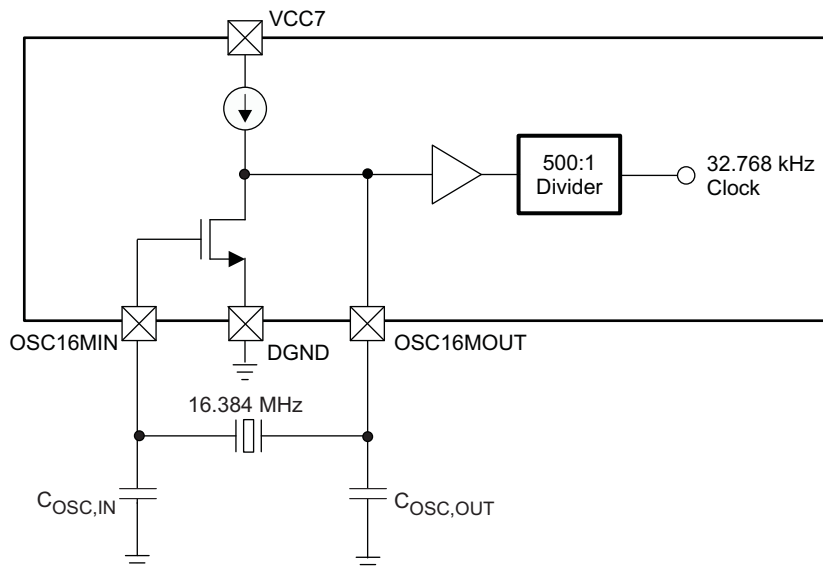 VCC7
500:1
Divider
32.768 kHz
Clock
OSC16MIN
DGND
OSC16MOUT
16.384 MHz
COSC,IN
COSC,OUT